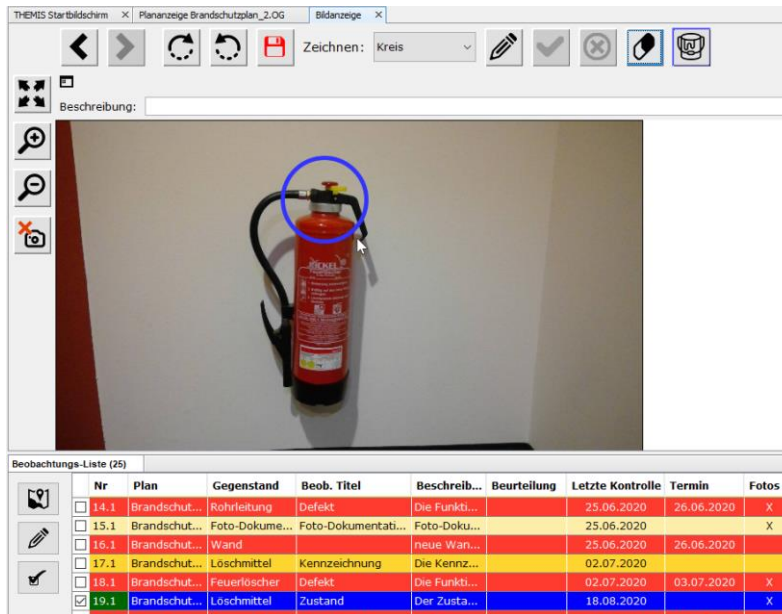 THEMIS Startbildschirm × Plananzeige Brandschutzplan_2.OG Bildanzeige ×
Zeichnen: Kreis
Beschreibung:
Beobachtungs-Liste (25)
Nr Plan Gegenstand Beob. Titel Beschreib... Beurteilung Letzte Kontrolle Termin Fotos
14.1 Brandschut... Rohrleitung Defekt Die Funkti... 25.06.2020 26.06.2020 X
15.1 Brandschut... Foto-Dokume... Foto-Dokumentati... Foto-Doku... 25.06.2020 X
16.1 Brandschut... Wand neue Wan... 25.06.2020 26.06.2020
17.1 Brandschut... Löschmittel Kennzeichnung Die Kennz... 02.07.2020
18.1 Brandschut... Feuerlöscher Defekt Die Funkti... 02.07.2020 03.07.2020 X
19.1 Brandschut... Löschmittel Zustand Der Zusta... 18.08.2020 X